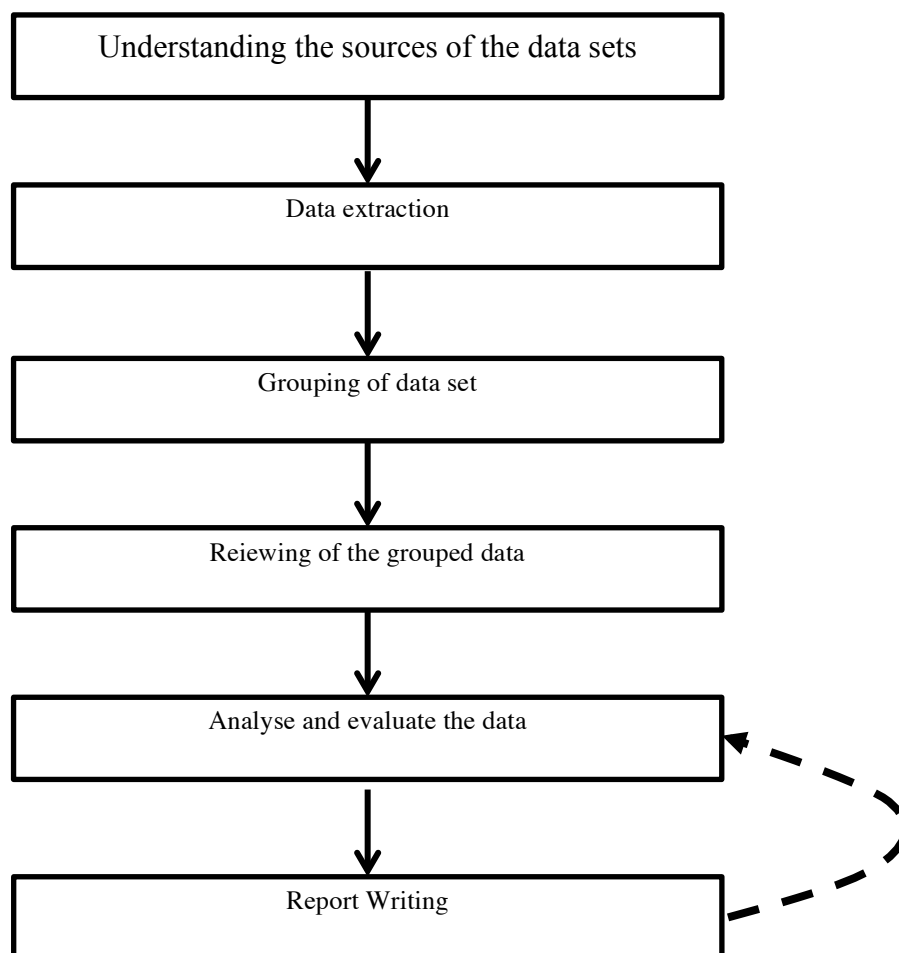 Understanding the sources of the data sets
Data extraction
Grouping of data set
Reiewing of the grouped data
Analyse and evaluate the data
Report Writing